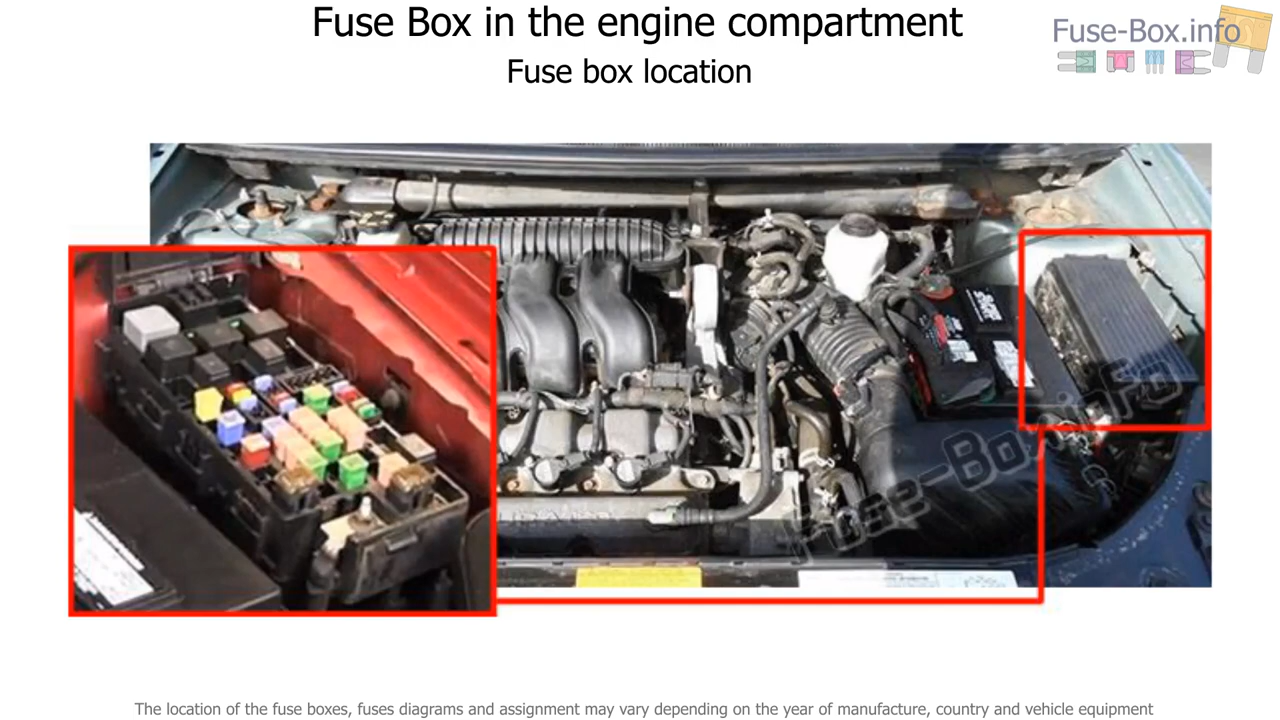 Fuse Box in the engine compartment
Fuse box location
Fuse-Box.info
Fuse-Box.info
The location of the fuse boxes, fuses diagrams and assignment may vary depending on the year of manufacture, country and vehicle equipment